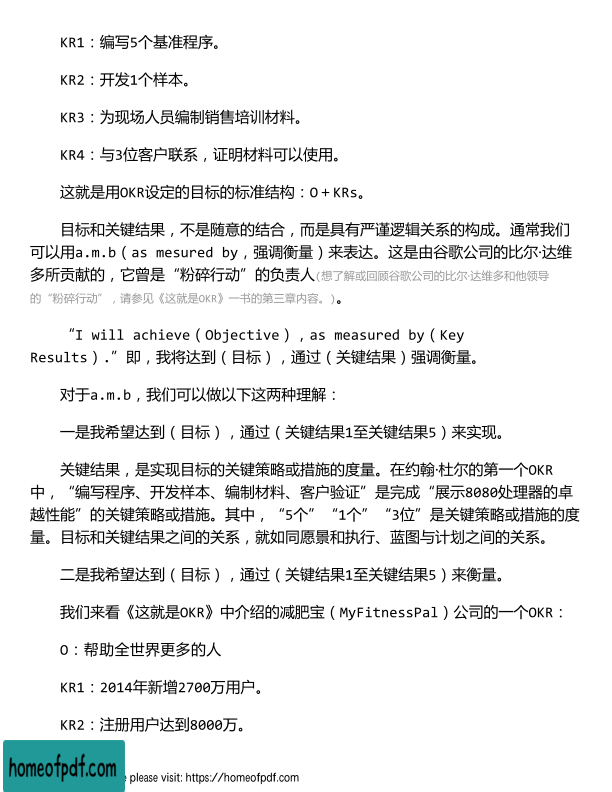 KR1：编写5个基准程序。
KR2：开发1个样本。
KR3：为现场人员编制销售培训材料。
KR4：与3位客户联系，证明材料可以使用。
这就是用OKR设定的目标的标准结构：O＋KRs。
目标和关键结果，不是随意的结合，而是具有严谨逻辑关系的构成。通常我们
可以用a.m.b（as mesured by，强调衡量）来表达。这是由谷歌公司的比尔·达维
多所贡献的，它曾是“粉碎行动”的负责人(想了解或回顾谷歌公司的比尔·达维多和他领导
的“粉碎行动”，请参见《这就是OKR》一书的第三章内容。)。
“I will achieve（Objective），as measured by（Key
Results）.”即，我将达到（目标），通过（关键结果）强调衡量。
对于a.m.b，我们可以做以下这两种理解：
一是我希望达到（目标），通过（关键结果1至关键结果5）来实现。
关键结果，是实现目标的关键策略或措施的度量。在约翰·杜尔的第一个OKR
中，“编写程序、开发样本、编制材料、客户验证”是完成“展示8080处理器的卓
越性能”的关键策略或措施。其中，“5个”“1个”“3位”是关键策略或措施的度
量。目标和关键结果之间的关系，就如同愿景和执行、蓝图与计划之间的关系。
二是我希望达到（目标），通过（关键结果1至关键结果5）来衡量。
我们来看《这就是OKR》中介绍的减肥宝（MyFitnessPal）公司的一个OKR：
O：帮助全世界更多的人
KR1：2014年新增2700万用户。
KR2：注册用户达到8000万。
homeofpdf.com
please visit: https://homeofpdf.com